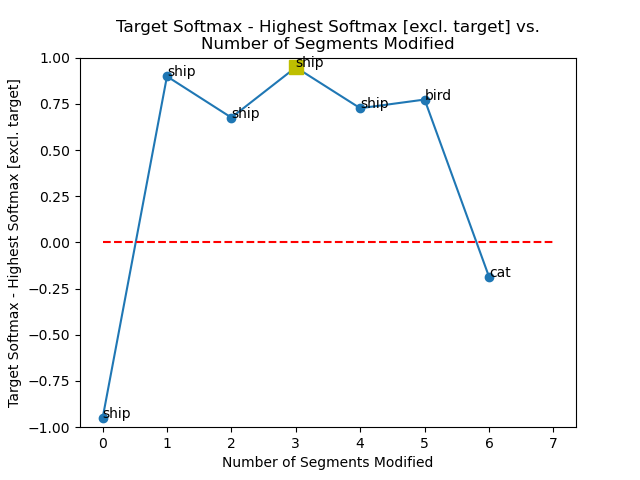 Target Softmax - Highest Softmax [excl. target] vs.
Number of Segments Modified
Target Softmax - Highest Softmax [excl. target]
1.00
0.75
0.50
0.25
0.00
−0.25
−0.50
−0.75
−1.00
ship
ship
ship
ship
ship
bird
cat
0 1 2 3 4 5 6 7
Number of Segments Modified